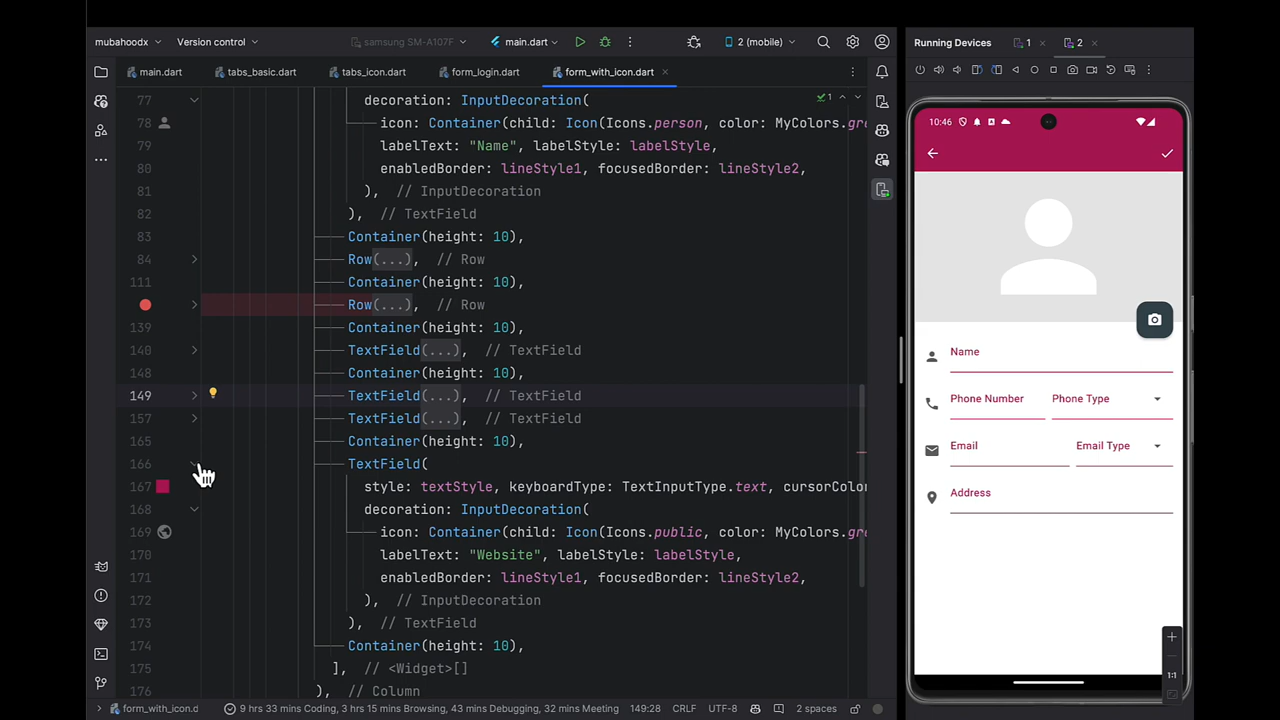 mubahoodx Version control samsung SM-A107F main.dart 2 (mobile) Running Devices 1 2
main.dart tabs_basic.dart tabs_icon.dart form_login.dart form_with_icon.dart
77 decoration: InputDecoration( 1
78 icon: Container(child: Icon(Icons.person, color: MyColors.gre
79 labelText: "Name", labelStyle: labelStyle,
80 enabledBorder: lineStyle1, focusedBorder: lineStyle2,
81 ), // InputDecoration
82 ), // TextField
83 Container(height: 10),
84 Row(...), // Row
111 Container(height: 10),
Row(...), // Row
139 Container(height: 10),
140 TextField(...), // TextField
148 Container(height: 10),
149 TextField(...), // TextField
157 TextField(...), // TextField
165 Container(height: 10),
166 TextField(
167 style: textStyle, keyboardType: TextInputType.text, cursorColor
168 decoration: InputDecoration(
169 icon: Container(child: Icon(Icons.public, color: MyColors.gre
170 labelText: "Website", labelStyle: labelStyle,
171 enabledBorder: lineStyle1, focusedBorder: lineStyle2,
172 ), // InputDecoration
173 ), // TextField
174 Container(height: 10),
175 ], // <Widget>[]
176 ), // Column
form_with_icon.d 9 hrs 33 mins Coding, 3 hrs 15 mins Browsing, 43 mins Debugging, 32 mins Meeting 149:28 CRLF UTF-8 2 spaces
10:46
Name
Phone Number Phone Type
Email Email Type
Address
1:1